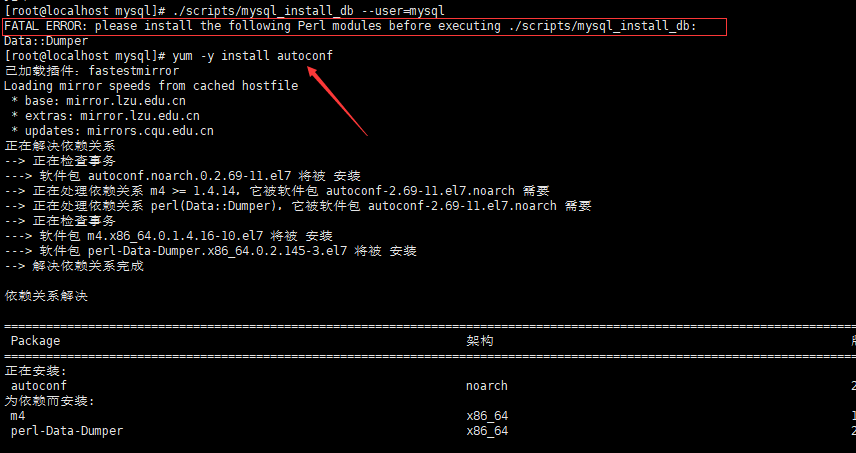 [root@localhost mysql]# ./scripts/mysql_install_db --user=mysql
FATAL ERROR: please install the following Perl modules before executing ./scripts/mysql_install_db:
Data::Dumper
[root@localhost mysql]# yum -y install autoconf
已加载插件：fastestmirror
Loading mirror speeds from cached hostfile
 * base: mirror.lzu.edu.cn
 * extras: mirror.lzu.edu.cn
 * updates: mirrors.cqu.edu.cn
正在解决依赖关系
--> 正在检查事务
---> 软件包 autoconf.noarch.0.2.69-11.el7 将被 安装
--> 正在处理依赖关系 m4 >= 1.4.14，它被软件包 autoconf-2.69-11.el7.noarch 需要
--> 正在处理依赖关系 perl(Data::Dumper)，它被软件包 autoconf-2.69-11.el7.noarch 需要
--> 正在检查事务
---> 软件包 m4.x86_64.0.1.4.16-10.el7 将被 安装
---> 软件包 perl-Data-Dumper.x86_64.0.2.145-3.el7 将被 安装
--> 解决依赖关系完成
依赖关系解决
Package 架构
正在安装:
autoconf noarch 2
为依赖而安装:
m4 x86_64 1
perl-Data-Dumper x86_64 2